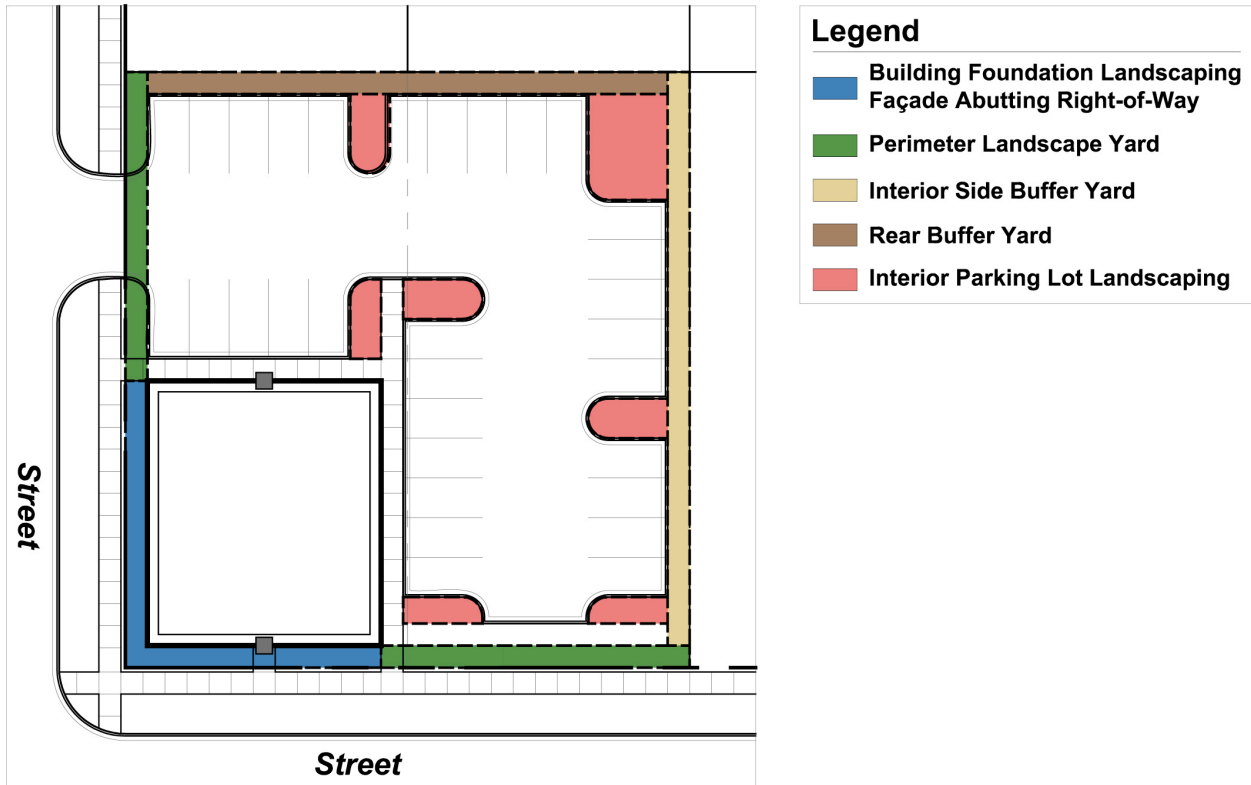 Street
Street
Legend
Building Foundation Landscaping
Façade Abutting Right-of-Way
Perimeter Landscape Yard
Interior Side Buffer Yard
Rear Buffer Yard
Interior Parking Lot Landscaping